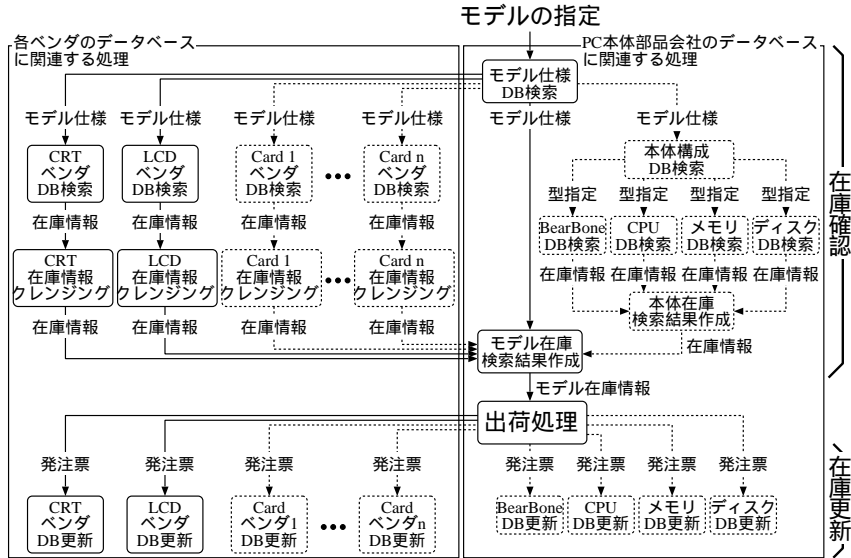 モデルの指定
各ベンダのデータベース
に関連する処理
PC本体部品会社のデータベース
に関連する処理
モデル仕様
DB検索
モデル仕様
モデル仕様
モデル仕様
モデル仕様
モデル仕様
モデル仕様
CRT
ベンダ
DB検索
LCD
ベンダ
DB検索
Card 1
ベンダ
DB検索
•••
Card n
ベンダ
DB検索
本体構成
DB検索
型指定
型指定
型指定
型指定
在庫情報
在庫情報
在庫情報
在庫情報
BearBone
DB検索
CPU
DB検索
メモリ
DB検索
ディスク
DB検索
CRT
在庫情報
クレンジング
LCD
在庫情報
クレンジング
Card 1
在庫情報
クレンジング
•••
Card n
在庫情報
クレンジング
在庫情報
在庫情報
在庫情報
在庫情報
本体在庫
検索結果作成
在庫情報
在庫情報
在庫情報
在庫情報
モデル在庫
検索結果作成
在庫情報
モデル在庫情報
在庫確認
出荷処理
発注票
発注票
発注票
発注票
発注票
発注票
発注票
発注票
CRT
ベンダ
DB更新
LCD
ベンダ
DB更新
Card
ベンダ1
DB更新
•••
Card
ベンダn
DB更新
BearBone
DB更新
CPU
DB更新
メモリ
DB更新
ディスク
DB更新
在庫更新